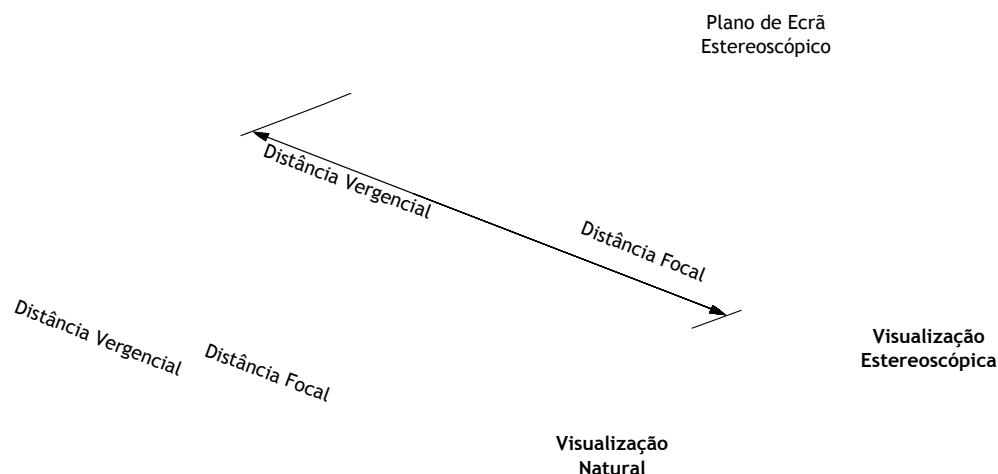 Plano de Ecrã
Estereoscópico
Distância Vergencial
Distância Focal
Distância Vergencial
Distância Focal
Visualização
Estereoscópica
Visualização
Natural